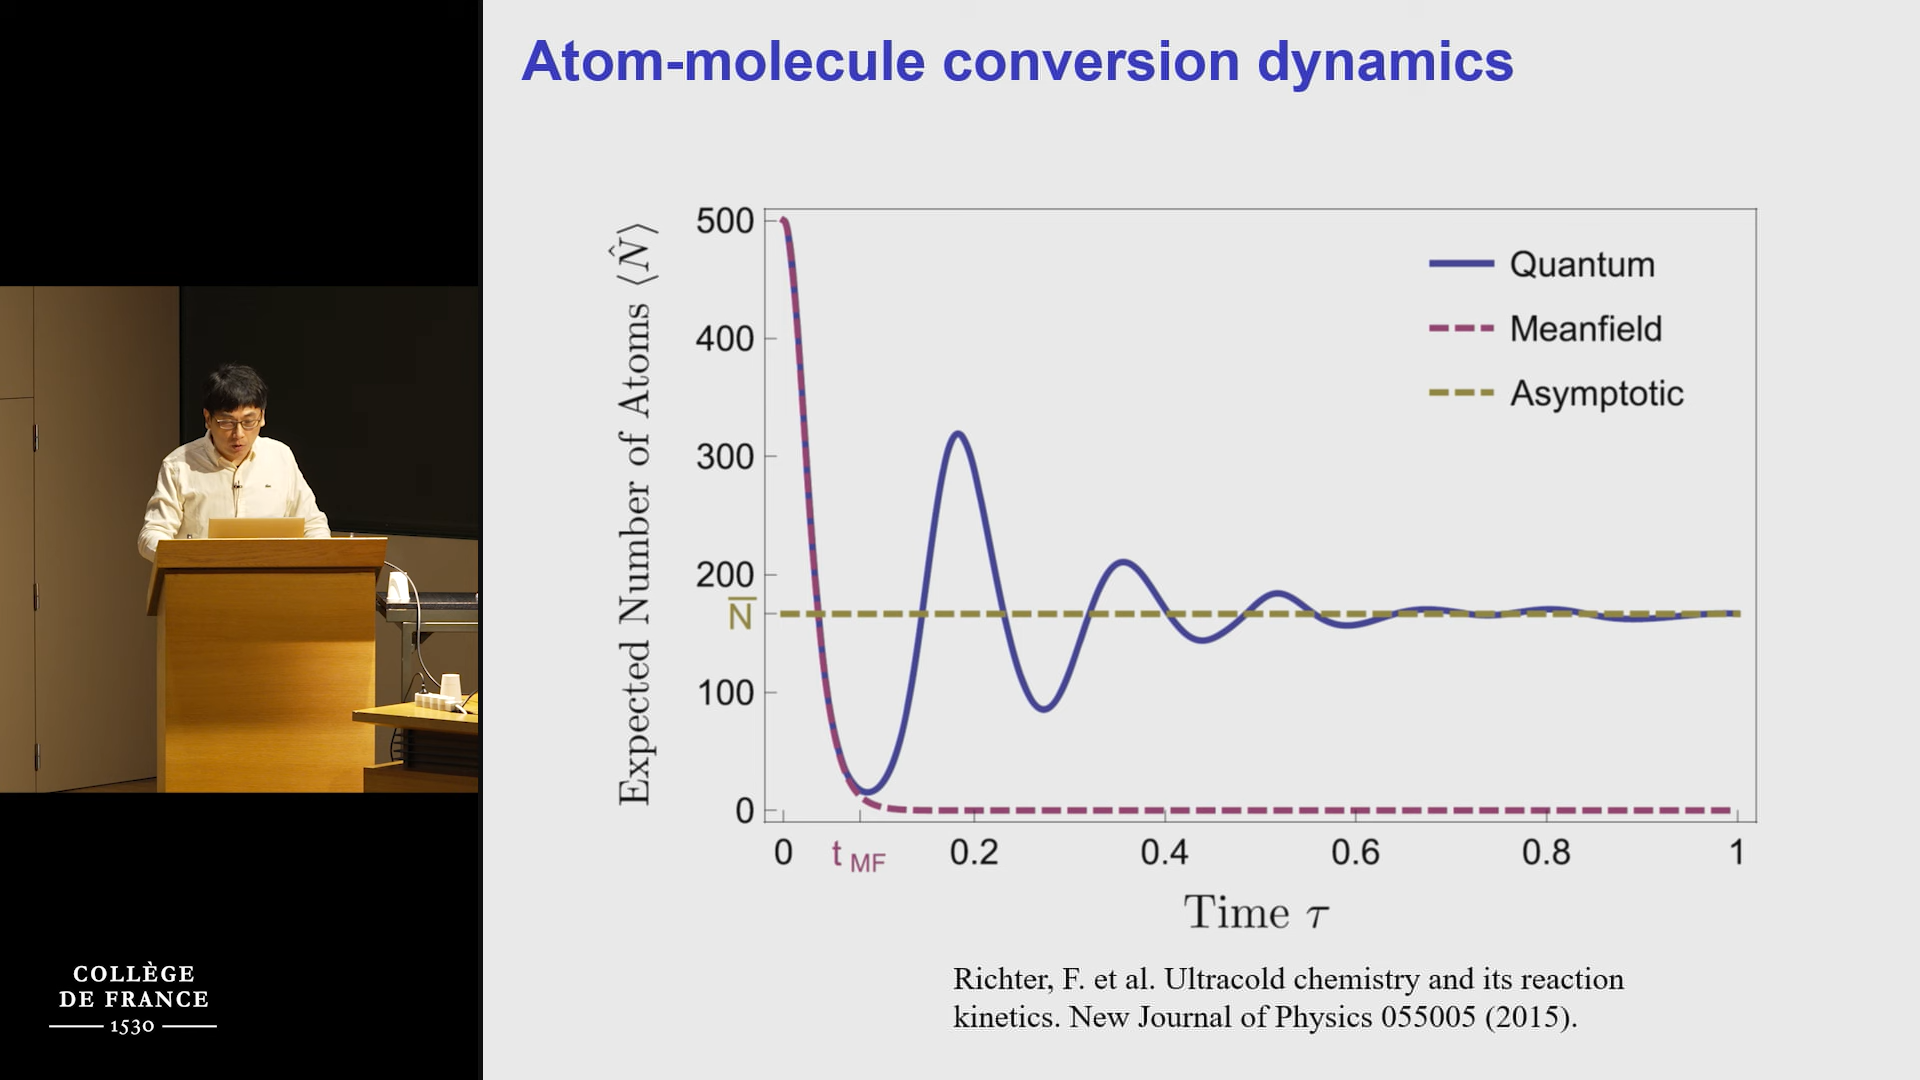 Atom-molecule conversion dynamics
Expected Number of Atoms ⟨N̂⟩
500
400
300
200
N̅
100
0
Quantum
Meanfield
Asymptotic
0 t MF 0.2 0.4 0.6 0.8 1
Time τ
Richter, F. et al. Ultracold chemistry and its reaction
kinetics. New Journal of Physics 055005 (2015).
COLLÈGE
DE FRANCE
1530